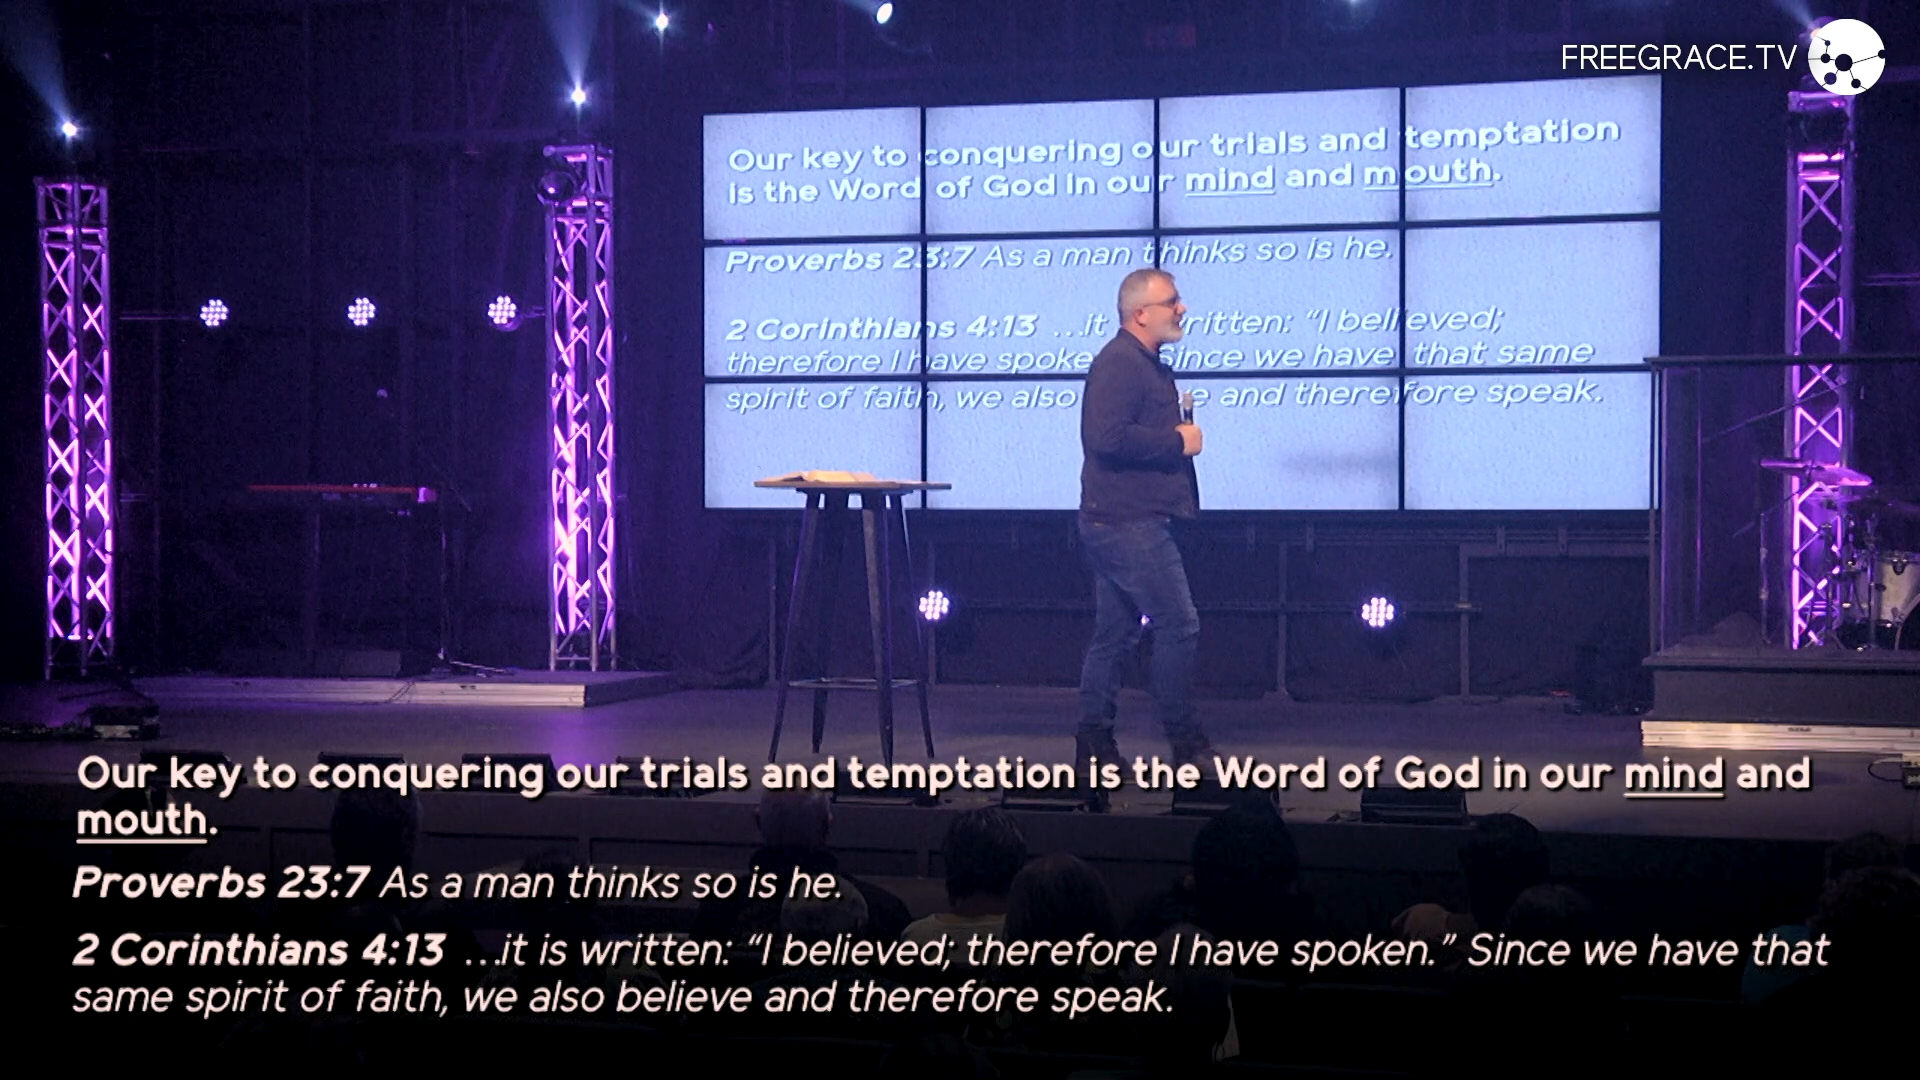 FREEGRACE.TV
Our key to conquering our trials and temptation
is the Word of God in our mind and mouth.
Proverbs 23:7 As a man thinks so is he.
2 Corinthians 4:13 ...it written: “I believed;
therefore I have spoke Since we have that same
spirit of faith, we also and therefore speak.
Our key to conquering our trials and temptation is the Word of God in our mind and
mouth.
Proverbs 23:7 As a man thinks so is he.
2 Corinthians 4:13 ...it is written: “I believed; therefore I have spoken.” Since we have that
same spirit of faith, we also believe and therefore speak.